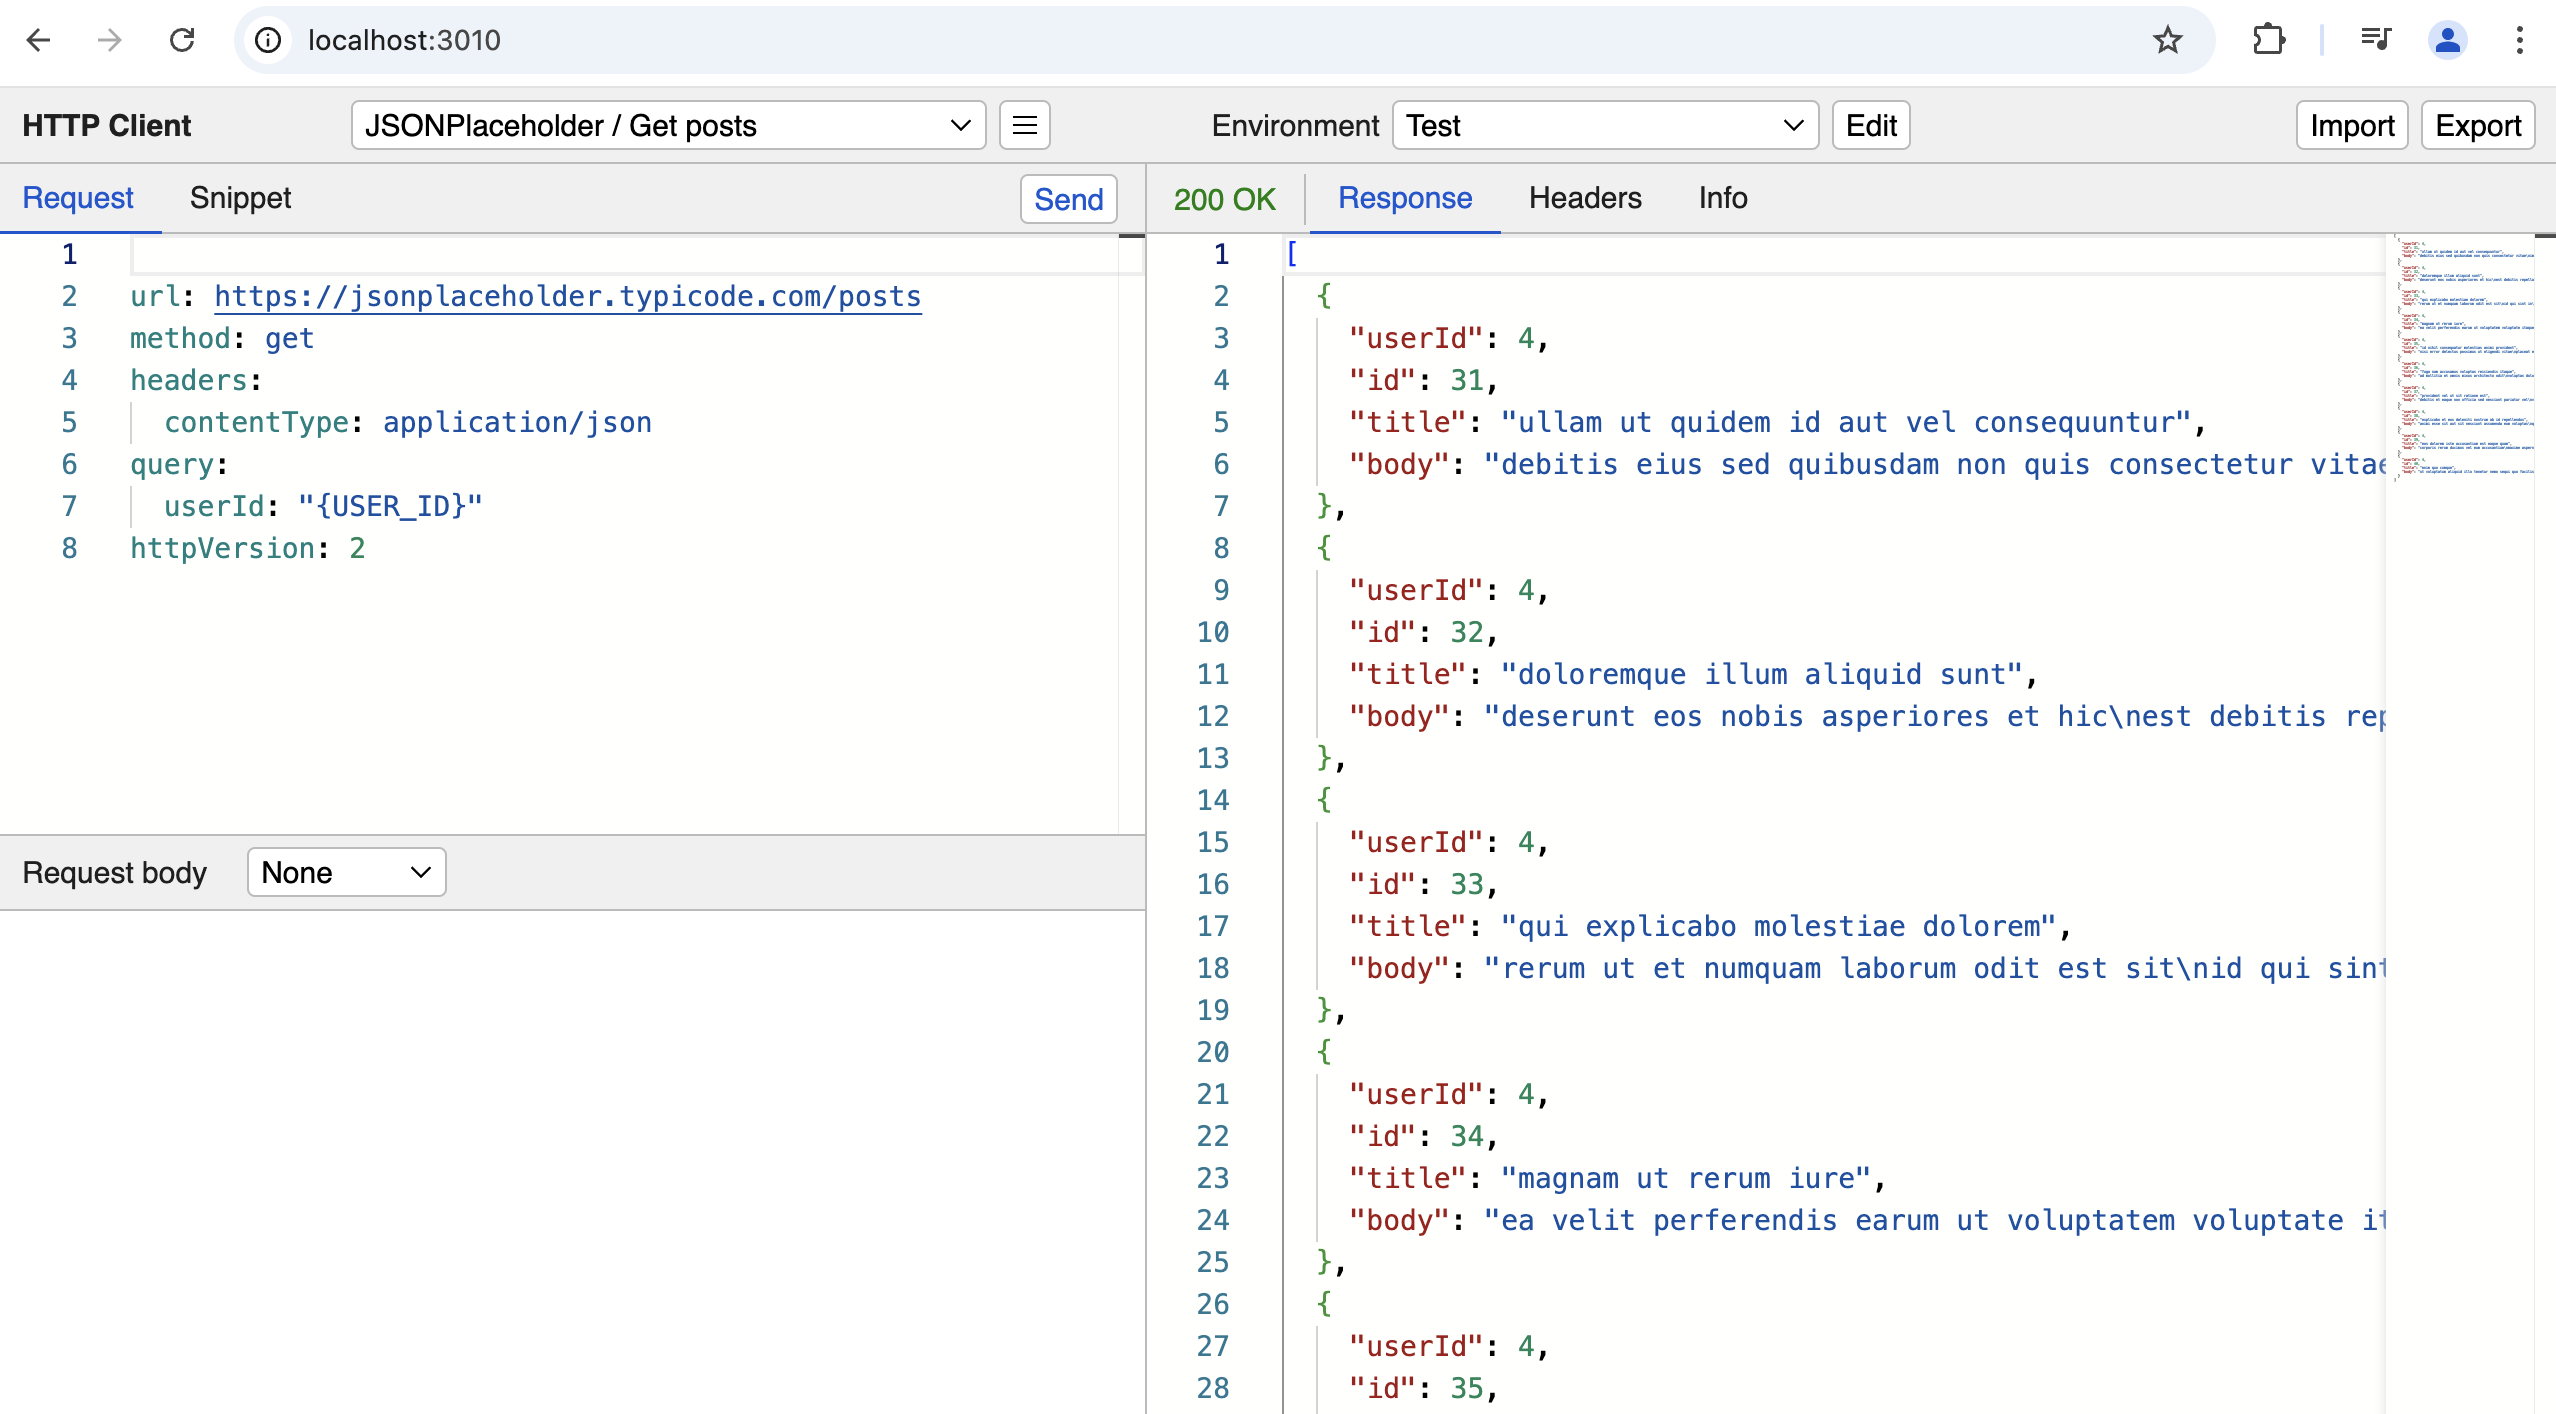 localhost:3010
HTTP Client
JSONPlaceholder / Get posts
Environment
Test
Edit
Import
Export
Request
Snippet
Send
200 OK
Response
Headers
Info
1
2 url: https://jsonplaceholder.typicode.com/posts
3 method: get
4 headers:
5 contentType: application/json
6 query:
7 userId: "{USER_ID}"
8 httpVersion: 2
Request body
None
1 [
2 {
3 "userId": 4,
4 "id": 31,
5 "title": "ullam ut quidem id aut vel consequuntur",
6 "body": "debitis eius sed quibusdam non quis consectetur vitae
7 },
8 {
9 "userId": 4,
10 "id": 32,
11 "title": "doloremque illum aliquid sunt",
12 "body": "deserunt eos nobis asperiores et hic\nest debitis rep
13 },
14 {
15 "userId": 4,
16 "id": 33,
17 "title": "qui explicabo molestiae dolorem",
18 "body": "rerum ut et numquam laborum odit est sit\nid qui sint
19 },
20 {
21 "userId": 4,
22 "id": 34,
23 "title": "magnam ut rerum iure",
24 "body": "ea velit perferendis earum ut voluptatem voluptate it
25 },
26 {
27 "userId": 4,
28 "id": 35,